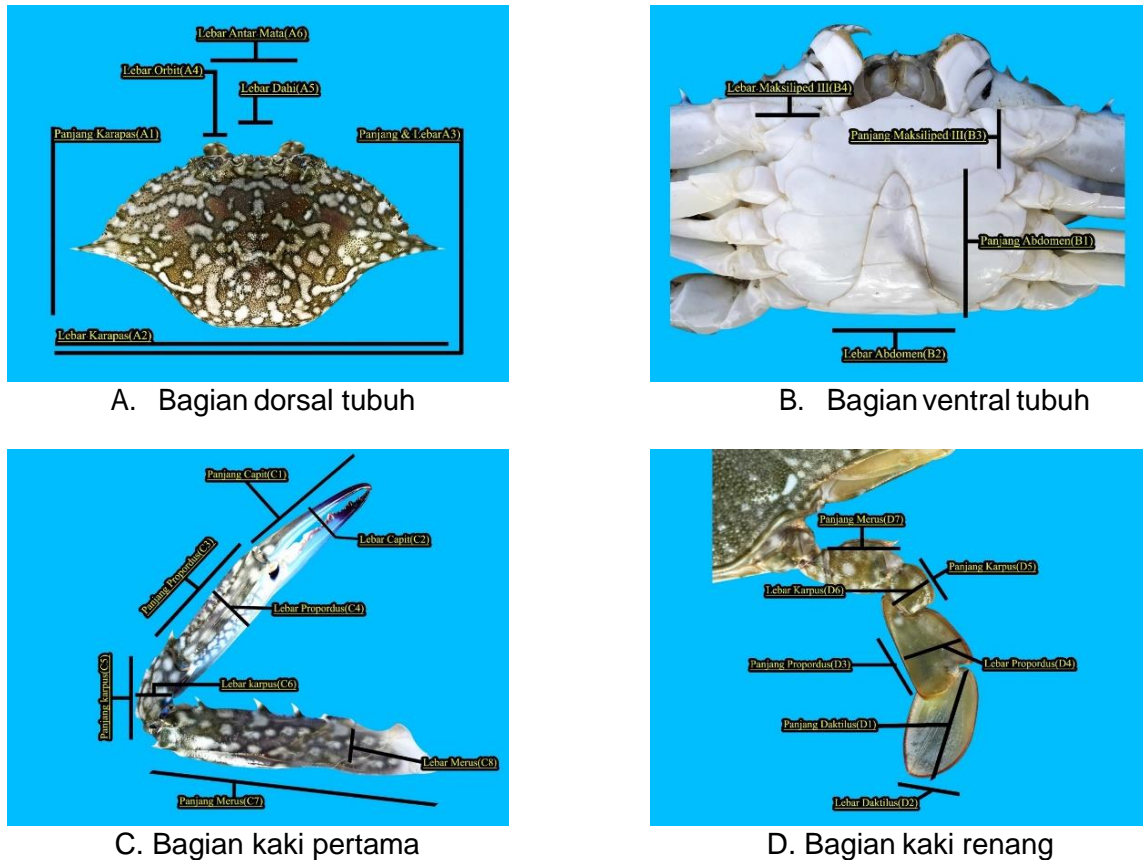 Lebar Antar Mata(A6)
Lebar Orbit(A4)
Lebar Dahi(A5)
Panjang Karapas(A1)
Panjang & LebarA3)
Lebar Karapas(A2)
A. Bagian dorsal tubuh
Lebar Maksiliped III(B4)
Panjang Maksiliped III(B3)
Panjang Abdomen(B1)
Lebar Abdomen(B2)
B. Bagian ventral tubuh
Panjang Capit(C1)
Lebar Capit(C2)
Panjang Propordus(C3)
Lebar Propordus(C4)
Panjang karpus(C5)
Lebar karpus(C6)
Lebar Merus(C8)
Panjang Merus(C7)
C. Bagian kaki pertama
Panjang Merus(D7)
Panjang Karpus(D5)
Lebar Karpus(D6)
Panjang Propordus(D3)
Lebar Propordus(D4)
Panjang Daktilus(D1)
Lebar Daktilus(D2)
D. Bagian kaki renang